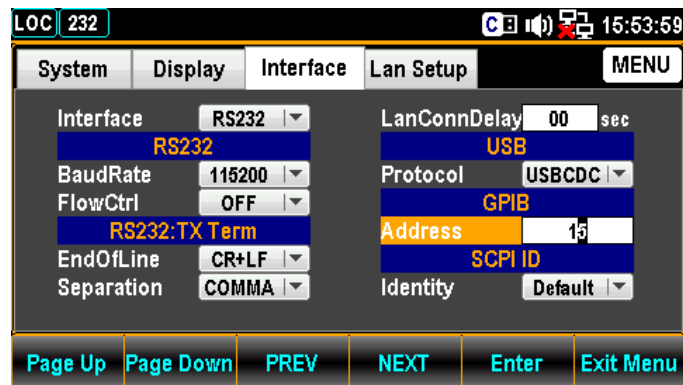 LOC 232 C 15:53:59
System Display Interface Lan Setup MENU
Interface RS232
RS232
BaudRate 115200
FlowCtrl OFF
RS232:TX Term
EndOfLine CR+LF
Separation COMMA
LanConnDelay 00 sec
USB
Protocol USBCDC
GPIB
Address 15
SCPI ID
Identity Default
Page Up Page Down PREV NEXT Enter Exit Menu